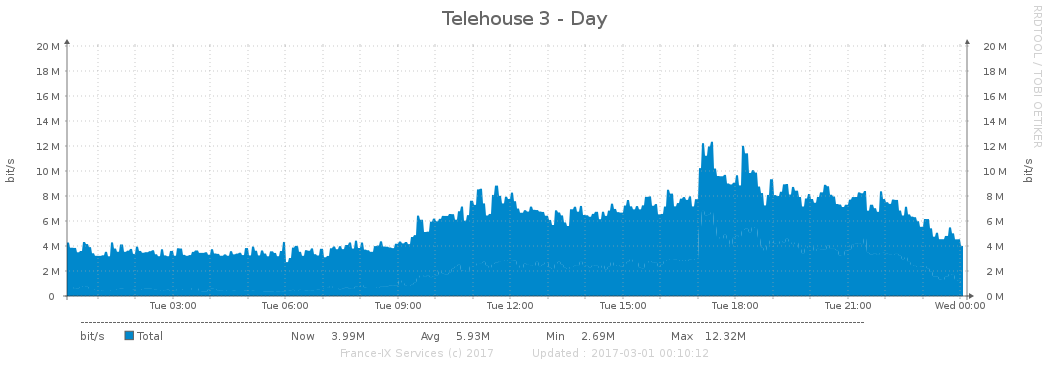 Telehouse 3 - Day
RRDTOOL / TOBI OETIKER
bit/s
bit/s
20 M 20 M
18 M 18 M
16 M 16 M
14 M 14 M
12 M 12 M
10 M 10 M
8 M 8 M
6 M 6 M
4 M 4 M
2 M 2 M
0 0 M
Tue 03:00 Tue 06:00 Tue 09:00 Tue 12:00 Tue 15:00 Tue 18:00 Tue 21:00 Wed 00:00
bit/s Total Now 3.99M Avg 5.93M Min 2.69M Max 12.32M
France-IX Services (c) 2017 Updated : 2017-03-01 00:10:12